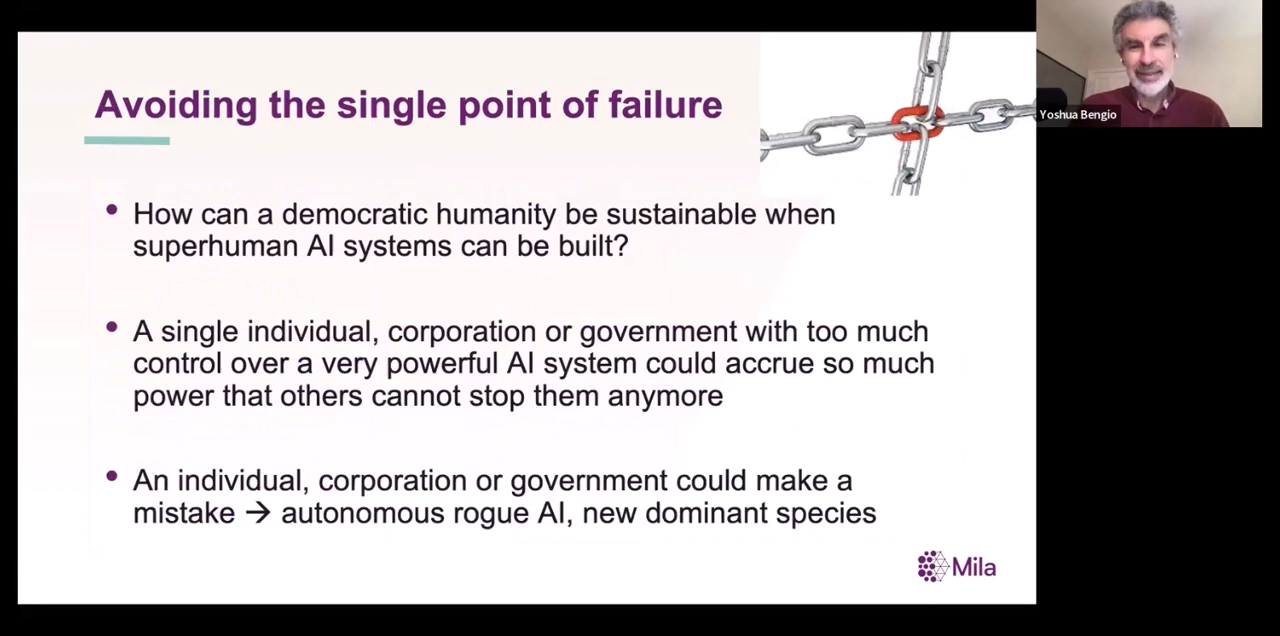 Avoiding the single point of failure
Yoshua Bengio
• How can a democratic humanity be sustainable when
superhuman AI systems can be built?
• A single individual, corporation or government with too much
control over a very powerful AI system could accrue so much
power that others cannot stop them anymore
• An individual, corporation or government could make a
mistake → autonomous rogue AI, new dominant species
Mila